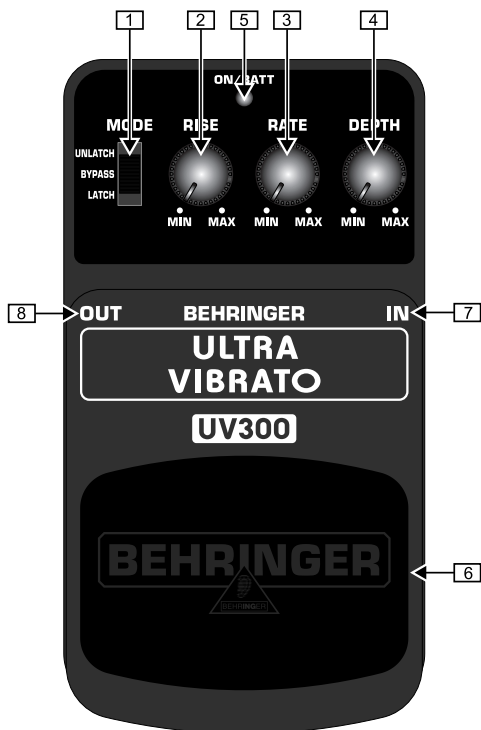 1 2 5 3 4
ON/BATT
MODE RISE RATE DEPTH
UNLATCH
BYPASS
LATCH
MIN MAX MIN MAX MIN MAX
8 OUT BEHRINGER IN 7
ULTRA
VIBRATO
UV300
BEHRINGER
6
BEHRINGER